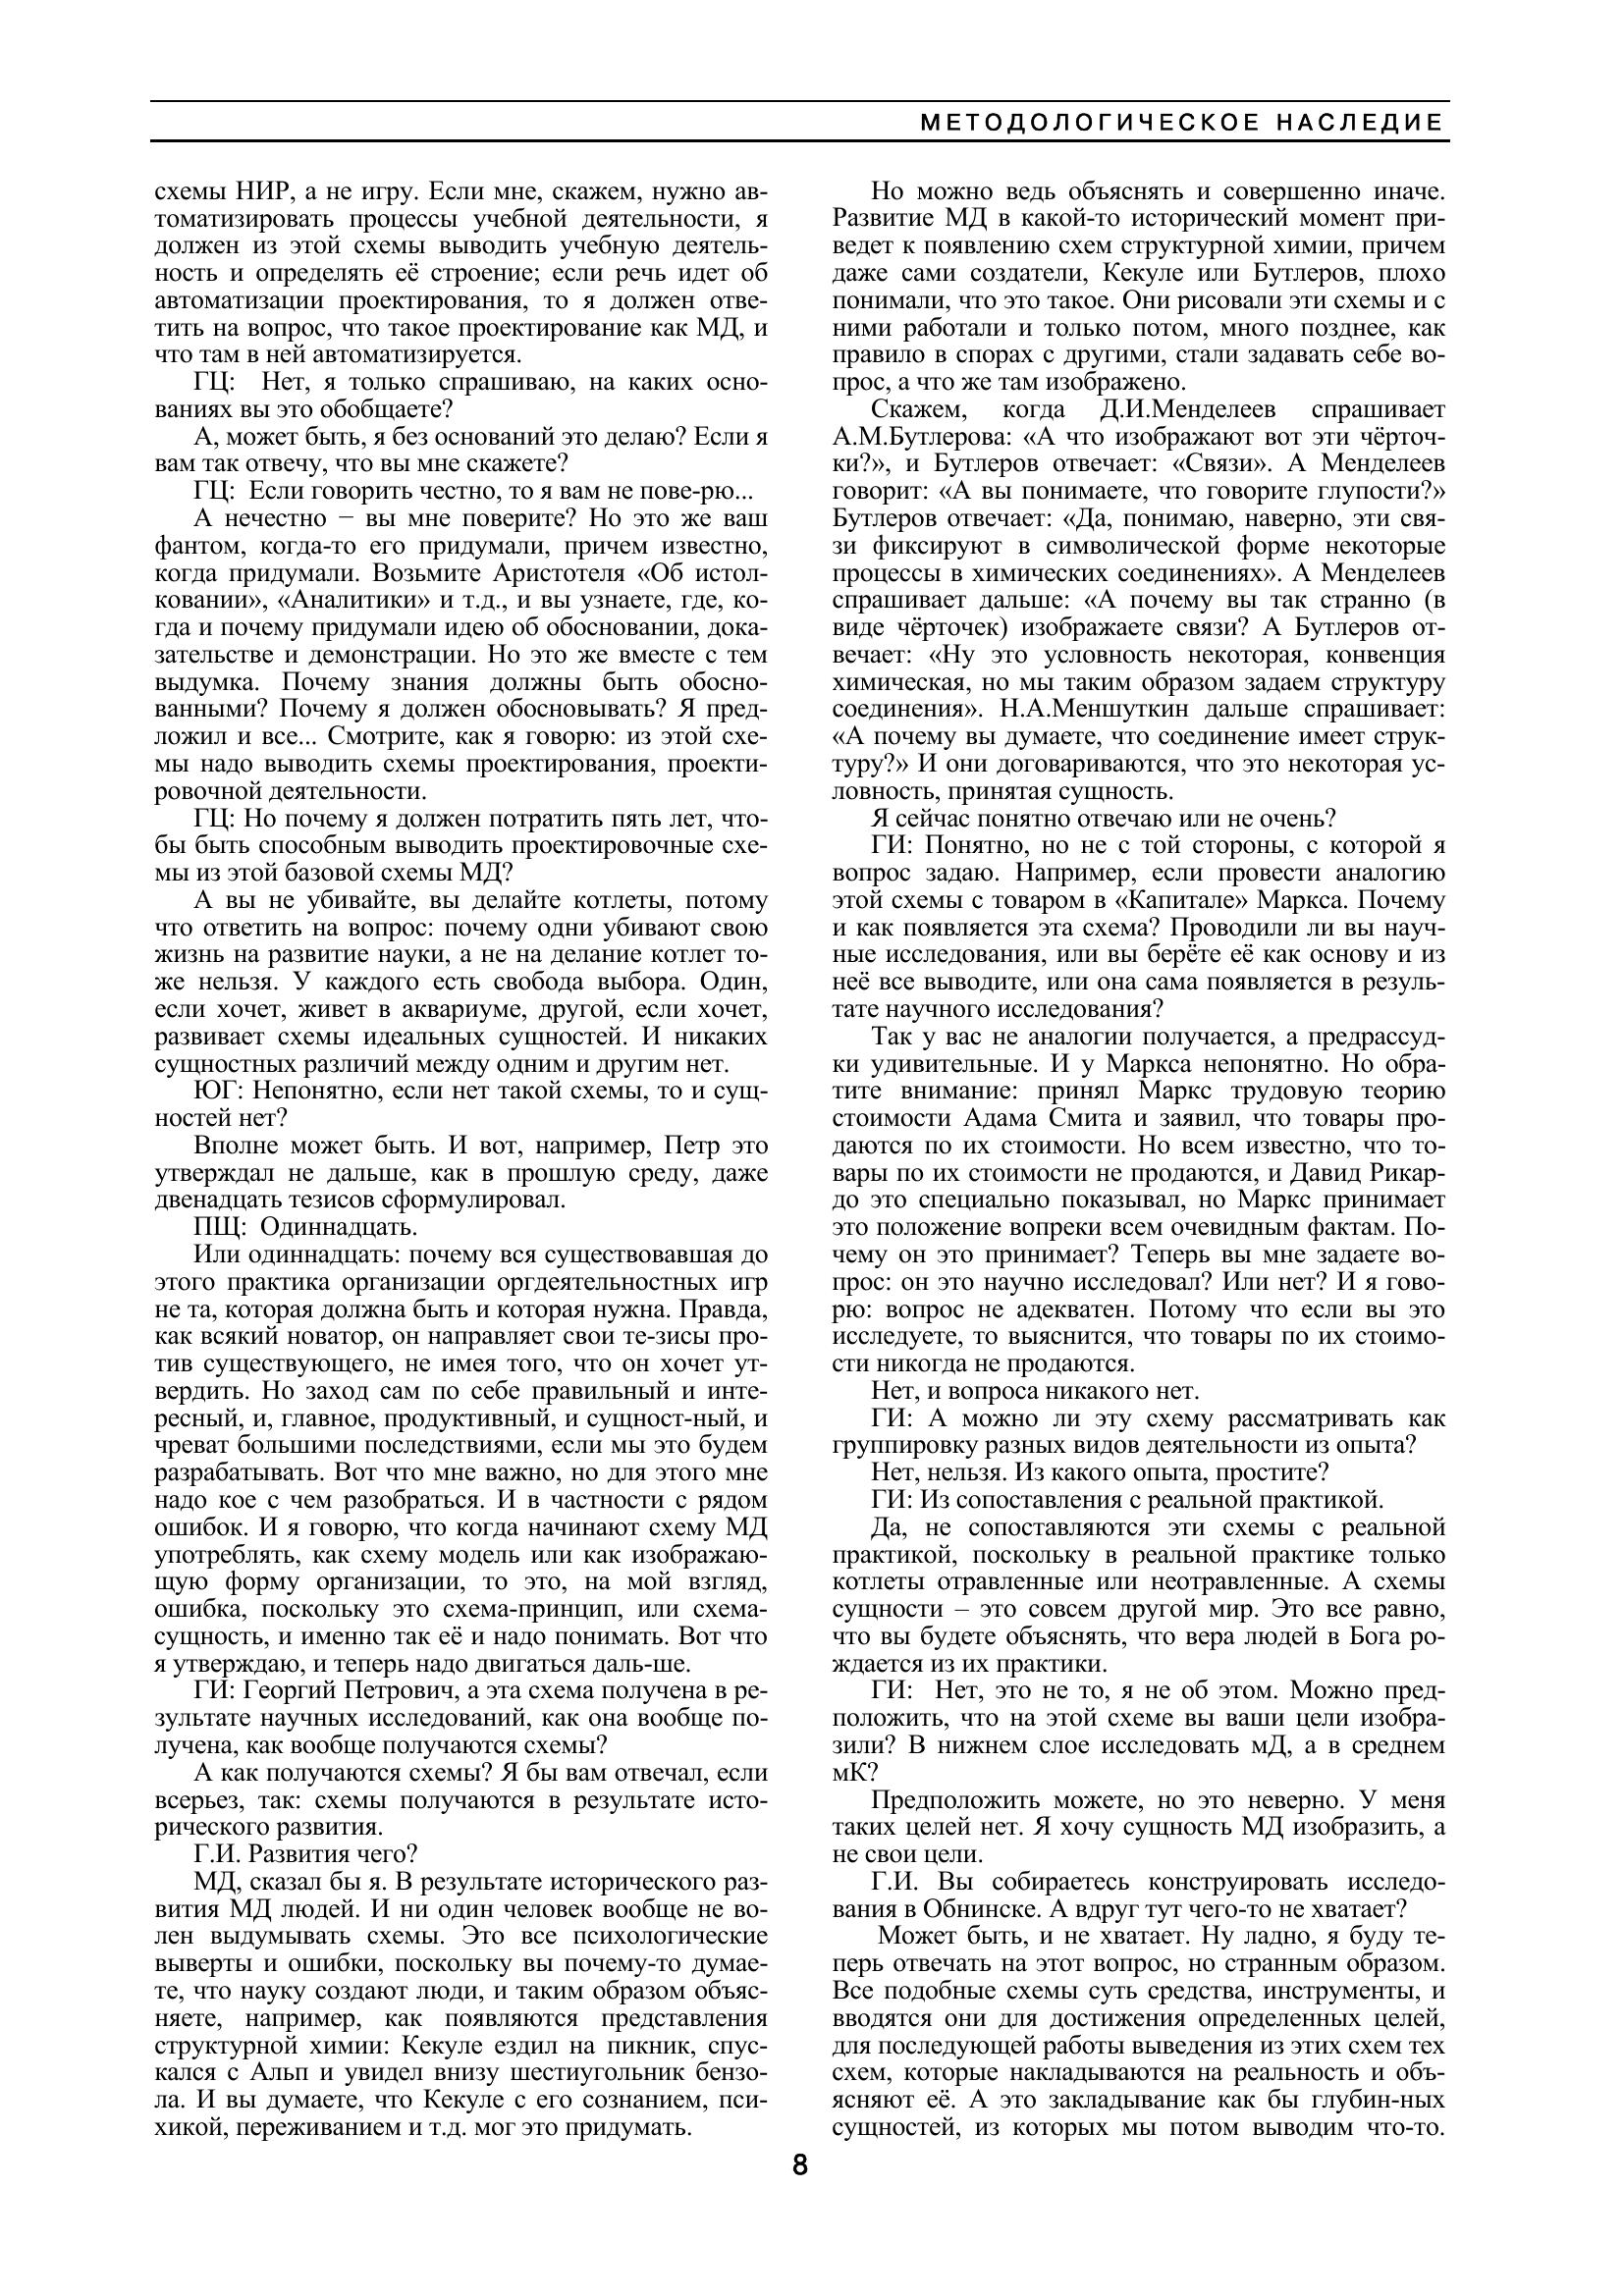 МЕТОДОЛОГИЧЕСКОЕ НАСЛЕДИЕ
схемы НИР, а не игру. Если мне, скажем, нужно ав-
томатизировать процессы учебной деятельности, я
должен из этой схемы выводить учебную деятель-
ность и определять её строение; если речь идет об
автоматизации проектирования, то я должен отве-
тить на вопрос, что такое проектирование как МД, и
что там в ней автоматизируется.
ГЦ: Нет, я только спрашиваю, на каких осно-
ваниях вы это обобщаете?
А, может быть, я без оснований это делаю? Если я
вам так отвечу, что вы мне скажете?
ГЦ: Если говорить честно, то я вам не пове-рю...
А нечестно − вы мне поверите? Но это же ваш
фантом, когда-то его придумали, причем известно,
когда придумали. Возьмите Аристотеля «Об истол-
ковании», «Аналитики» и т.д., и вы узнаете, где, ко-
гда и почему придумали идею об обосновании, дока-
зательстве и демонстрации. Но это же вместе с тем
выдумка. Почему знания должны быть обосно-
ванными? Почему я должен обосновывать? Я пред-
ложил и все... Смотрите, как я говорю: из этой схе-
мы надо выводить схемы проектирования, проекти-
ровочной деятельности.
ГЦ: Но почему я должен потратить пять лет, что-
бы быть способным выводить проектировочные схе-
мы из этой базовой схемы МД?
А вы не убивайте, вы делайте котлеты, потому
что ответить на вопрос: почему одни убивают свою
жизнь на развитие науки, а не на делание котлет то-
же нельзя. У каждого есть свобода выбора. Один,
если хочет, живет в аквариуме, другой, если хочет,
развивает схемы идеальных сущностей. И никаких
сущностных различий между одним и другим нет.
ЮГ: Непонятно, если нет такой схемы, то и сущ-
ностей нет?
Вполне может быть. И вот, например, Петр это
утверждал не дальше, как в прошлую среду, даже
двенадцать тезисов сформулировал.
ПЩ: Одиннадцать.
Или одиннадцать: почему вся существовавшая до
этого практика организации оргдеятельностных игр
не та, которая должна быть и которая нужна. Правда,
как всякий новатор, он направляет свои те-зисы про-
тив существующего, не имея того, что он хочет ут-
вердить. Но заход сам по себе правильный и инте-
ресный, и, главное, продуктивный, и сущност-ный, и
чреват большими последствиями, если мы это будем
разрабатывать. Вот что мне важно, но для этого мне
надо кое с чем разобраться. И в частности с рядом
ошибок. И я говорю, что когда начинают схему МД
употреблять, как схему модель или как изображаю-
щую форму организации, то это, на мой взгляд,
ошибка, поскольку это схема-принцип, или схема-
сущность, и именно так её и надо понимать. Вот что
я утверждаю, и теперь надо двигаться даль-ше.
ГИ: Георгий Петрович, а эта схема получена в ре-
зультате научных исследований, как она вообще по-
лучена, как вообще получаются схемы?
А как получаются схемы? Я бы вам отвечал, если
всерьез, так: схемы получаются в результате исто-
рического развития.
Г.И. Развития чего?
МД, сказал бы я. В результате исторического раз-
вития МД людей. И ни один человек вообще не во-
лен выдумывать схемы. Это все психологические
выверты и ошибки, поскольку вы почему-то думае-
те, что науку создают люди, и таким образом объяс-
няете, например, как появляются представления
структурной химии: Кекуле ездил на пикник, спус-
кался с Альп и увидел внизу шестиугольник бензо-
ла. И вы думаете, что Кекуле с его сознанием, пси-
хикой, переживанием и т.д. мог это придумать.
Но можно ведь объяснять и совершенно иначе.
Развитие МД в какой-то исторический момент при-
ведет к появлению схем структурной химии, причем
даже сами создатели, Кекуле или Бутлеров, плохо
понимали, что это такое. Они рисовали эти схемы и с
ними работали и только потом, много позднее, как
правило в спорах с другими, стали задавать себе во-
прос, а что же там изображено.
Скажем, когда Д.И.Менделеев спрашивает
А.М.Бутлерова: «А что изображают вот эти чёрточ-
ки?», и Бутлеров отвечает: «Связи». А Менделеев
говорит: «А вы понимаете, что говорите глупости?»
Бутлеров отвечает: «Да, понимаю, наверно, эти свя-
зи фиксируют в символической форме некоторые
процессы в химических соединениях». А Менделеев
спрашивает дальше: «А почему вы так странно (в
виде чёрточек) изображаете связи? А Бутлеров от-
вечает: «Ну это условность некоторая, конвенция
химическая, но мы таким образом задаем структуру
соединения». Н.А.Меншуткин дальше спрашивает:
«А почему вы думаете, что соединение имеет струк-
туру?» И они договариваются, что это некоторая ус-
ловность, принятая сущность.
Я сейчас понятно отвечаю или не очень?
ГИ: Понятно, но не с той стороны, с которой я
вопрос задаю. Например, если провести аналогию
этой схемы с товаром в «Капитале» Маркса. Почему
и как появляется эта схема? Проводили ли вы науч-
ные исследования, или вы берёте её как основу и из
неё все выводите, или она сама появляется в резуль-
тате научного исследования?
Так у вас не аналогии получается, а предрассуд-
ки удивительные. И у Маркса непонятно. Но обра-
тите внимание: принял Маркс трудовую теорию
стоимости Адама Смита и заявил, что товары про-
даются по их стоимости. Но всем известно, что то-
вары по их стоимости не продаются, и Давид Рикар-
до это специально показывал, но Маркс принимает
это положение вопреки всем очевидным фактам. По-
чему он это принимает? Теперь вы мне задаете во-
прос: он это научно исследовал? Или нет? И я гово-
рю: вопрос не адекватен. Потому что если вы это
исследуете, то выяснится, что товары по их стоимо-
сти никогда не продаются.
Нет, и вопроса никакого нет.
ГИ: А можно ли эту схему рассматривать как
группировку разных видов деятельности из опыта?
Нет, нельзя. Из какого опыта, простите?
ГИ: Из сопоставления с реальной практикой.
Да, не сопоставляются эти схемы с реальной
практикой, поскольку в реальной практике только
котлеты отравленные или неотравленные. А схемы
сущности – это совсем другой мир. Это все равно,
что вы будете объяснять, что вера людей в Бога ро-
ждается из их практики.
ГИ: Нет, это не то, я не об этом. Можно пред-
положить, что на этой схеме вы ваши цели изобра-
зили? В нижнем слое исследовать мД, а в среднем
мК?
Предположить можете, но это неверно. У меня
таких целей нет. Я хочу сущность МД изобразить, а
не свои цели.
Г.И. Вы собираетесь конструировать исследо-
вания в Обнинске. А вдруг тут чего-то не хватает?
Может быть, и не хватает. Ну ладно, я буду те-
перь отвечать на этот вопрос, но странным образом.
Все подобные схемы суть средства, инструменты, и
вводятся они для достижения определенных целей,
для последующей работы выведения из этих схем тех
схем, которые накладываются на реальность и объ-
ясняют её. А это закладывание как бы глубин-ных
сущностей, из которых мы потом выводим что-то.
8